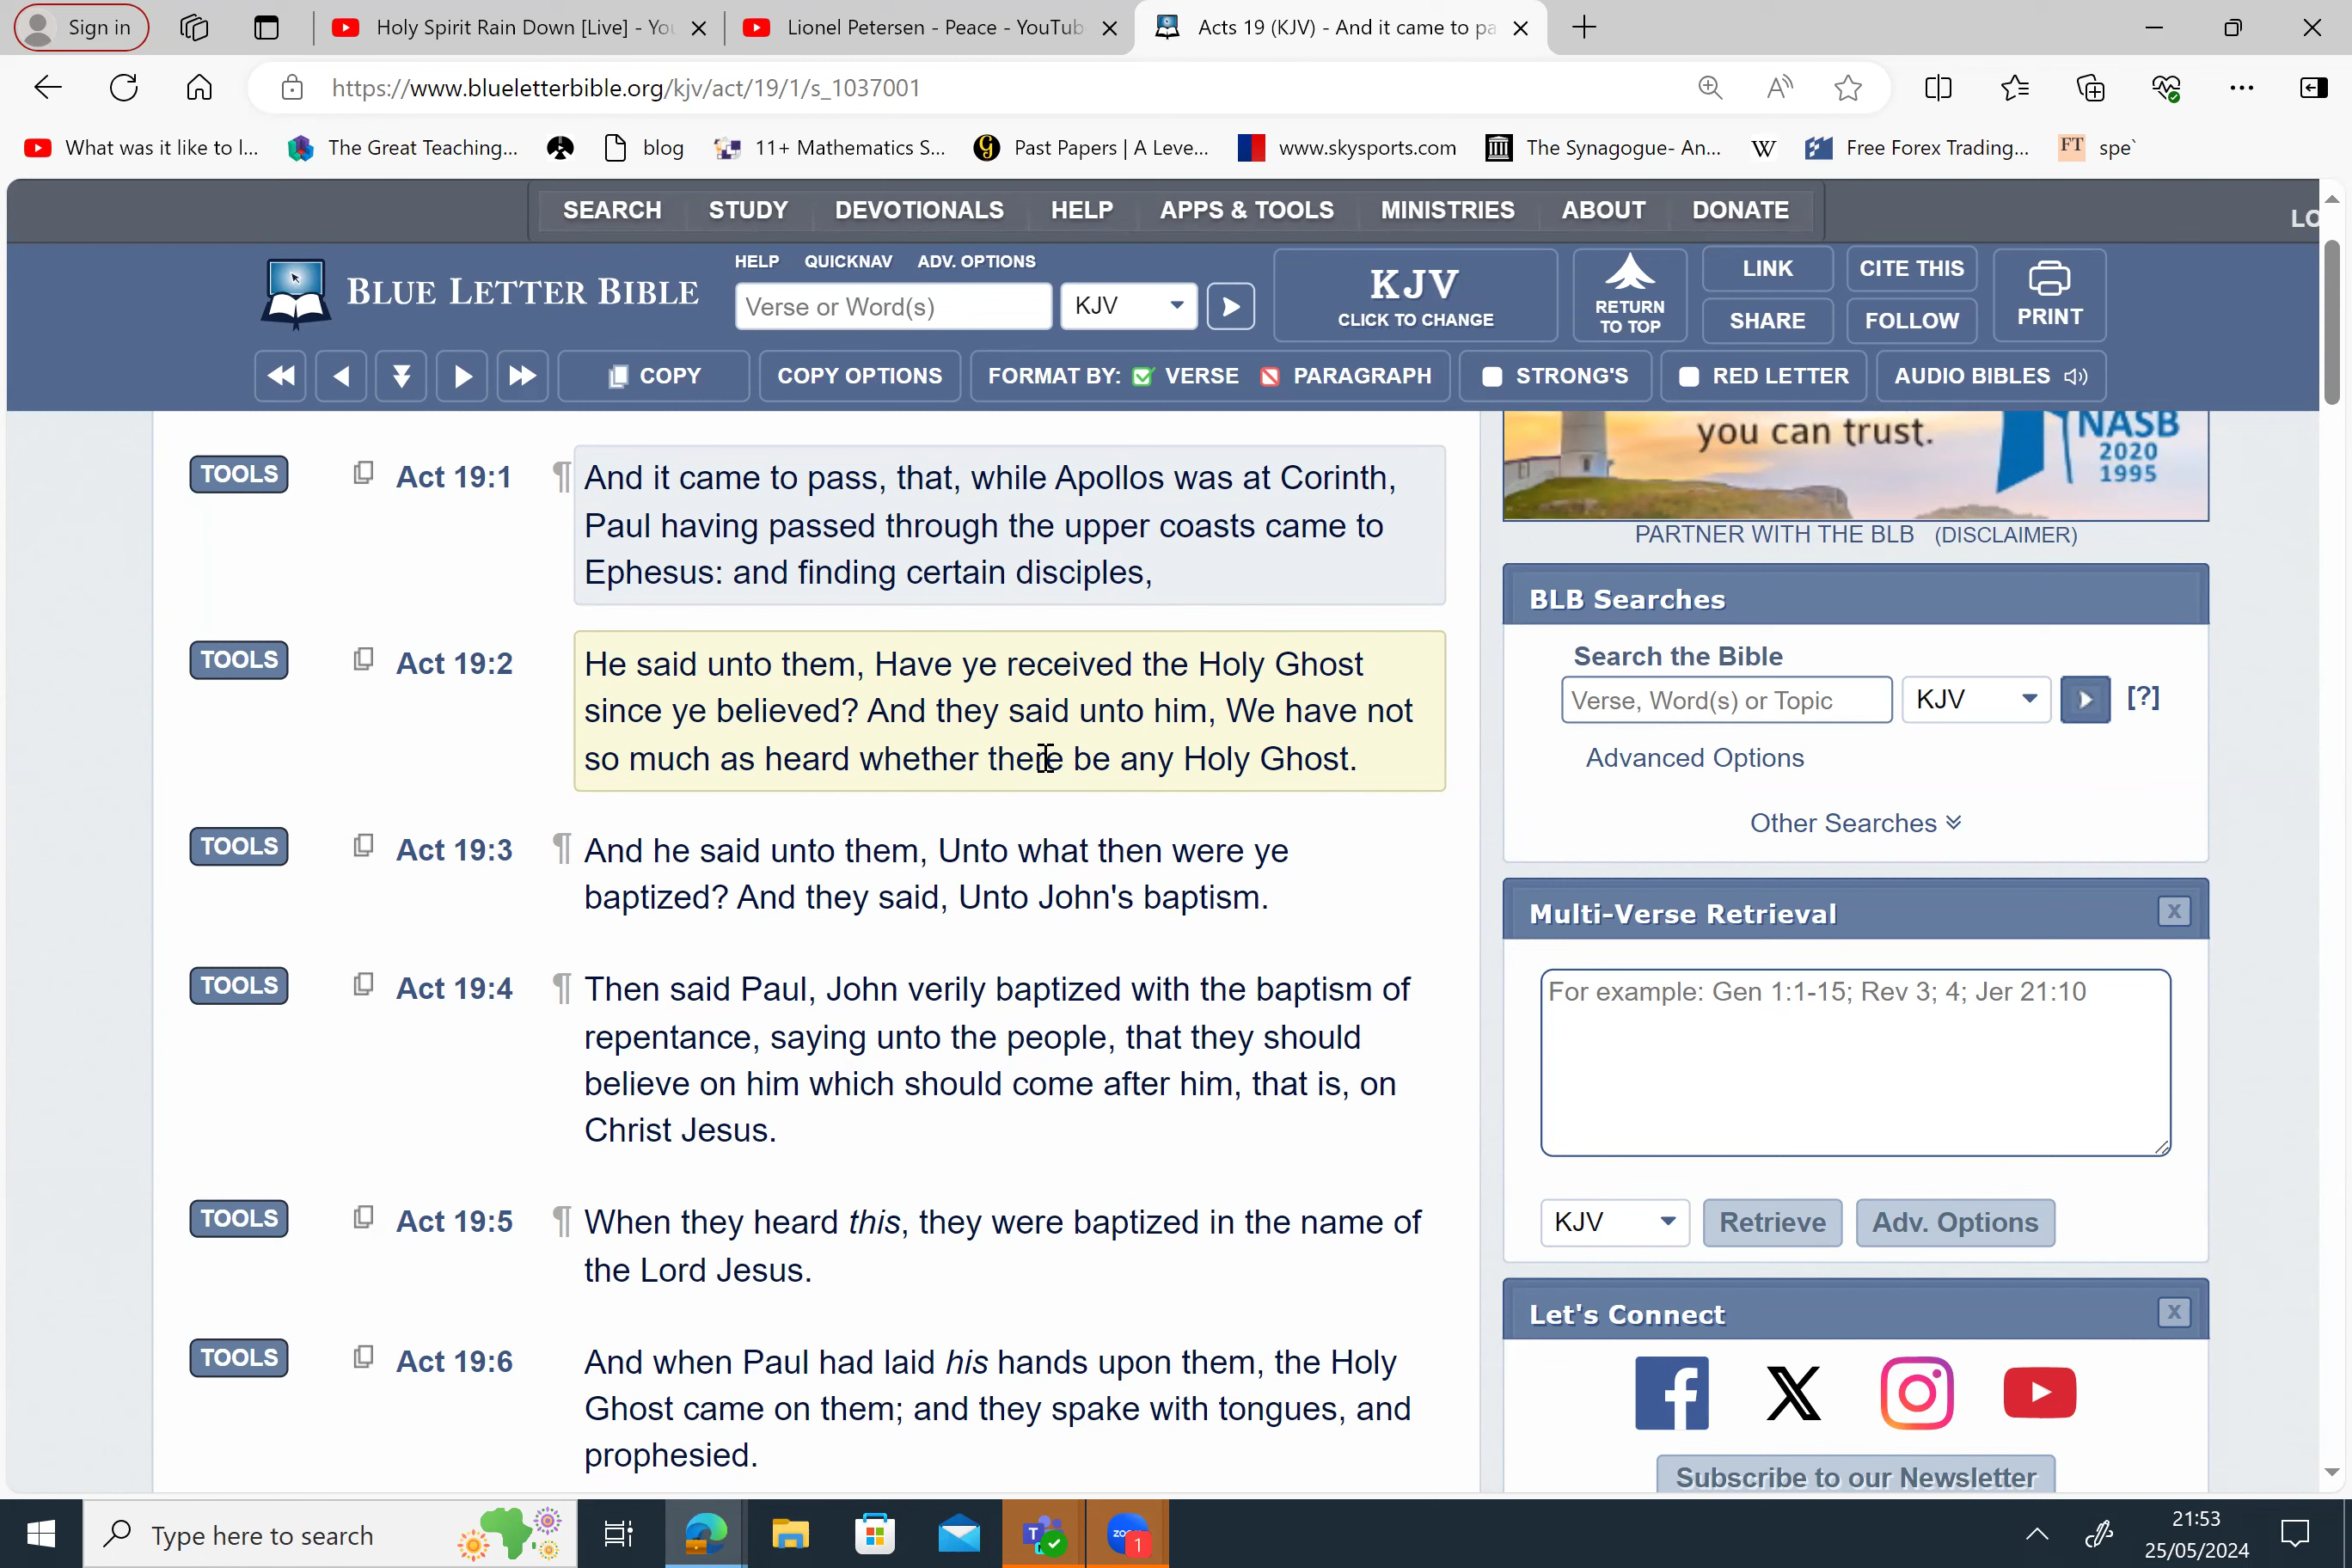 Sign in
Holy Spirit Rain Down [Live] - You
Lionel Petersen - Peace - YouTub
Acts 19 (KJV) - And it came to pa
https://www.blueletterbible.org/kjv/act/19/1/s_1037001
What was it like to l...
The Great Teaching...
blog
11+ Mathematics S...
Past Papers | A Leve...
www.skysports.com
The Synagogue- An...
W
Free Forex Trading...
FT
spe`
SEARCH STUDY DEVOTIONALS HELP APPS & TOOLS MINISTRIES ABOUT DONATE
LO
BLUE LETTER BIBLE
HELP QUICKNAV ADV. OPTIONS
Verse or Word(s)
KJV
KJV
CLICK TO CHANGE
RETURN
TO TOP
LINK
CITE THIS
SHARE
FOLLOW
PRINT
COPY
COPY OPTIONS
FORMAT BY: VERSE PARAGRAPH
STRONG'S
RED LETTER
AUDIO BIBLES
TOOLS
Act 19:1
¶ And it came to pass, that, while Apollos was at Corinth,
Paul having passed through the upper coasts came to
Ephesus: and finding certain disciples,
TOOLS
Act 19:2
He said unto them, Have ye received the Holy Ghost
since ye believed? And they said unto him, We have not
so much as heard whether there be any Holy Ghost.
TOOLS
Act 19:3
¶ And he said unto them, Unto what then were ye
baptized? And they said, Unto John's baptism.
TOOLS
Act 19:4
¶ Then said Paul, John verily baptized with the baptism of
repentance, saying unto the people, that they should
believe on him which should come after him, that is, on
Christ Jesus.
TOOLS
Act 19:5
¶ When they heard this, they were baptized in the name of
the Lord Jesus.
TOOLS
Act 19:6
And when Paul had laid his hands upon them, the Holy
Ghost came on them; and they spake with tongues, and
prophesied.
you can trust.
NASB
2020
1995
PARTNER WITH THE BLB (DISCLAIMER)
BLB Searches
Search the Bible
Verse, Word(s) or Topic
KJV
[?]
Advanced Options
Other Searches
Multi-Verse Retrieval
X
For example: Gen 1:1-15; Rev 3; 4; Jer 21:10
KJV
Retrieve
Adv. Options
Let's Connect
X
Subscribe to our Newsletter
Type here to search
T
zoom
1
21:53
25/05/2024